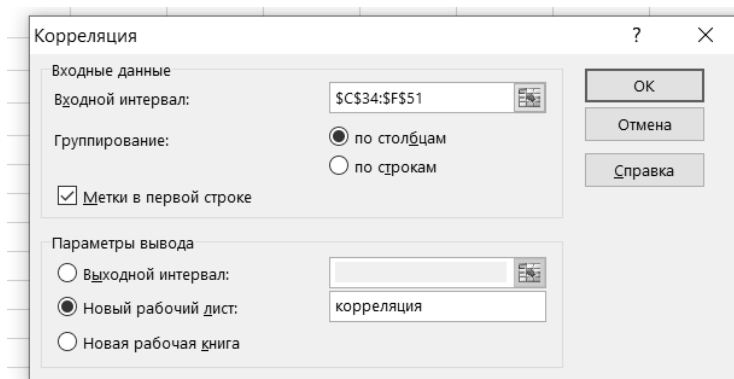 Корреляция ? ×
Входные данные
Входной интервал: $C$34:$F$51
Группирование: по столбцам
по строкам
Метки в первой строке
ОК
Отмена
Справка
Параметры вывода
Выходной интервал:
Новый рабочий лист: корреляция
Новая рабочая книга